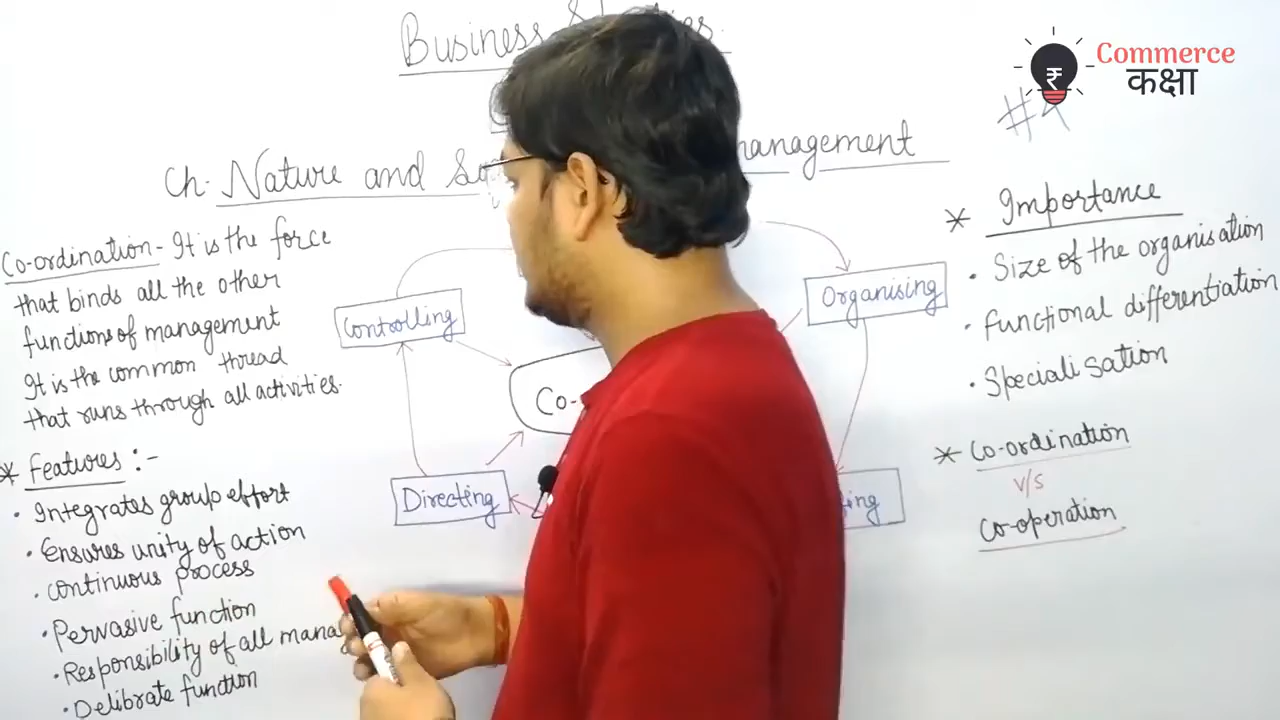 Business
Commerce
₹
कक्षा
#4
Ch. Nature and management
Co-ordination - It is the force
that binds all the other
functions of management
It is the common thread
that runs through all activities.
* Features :-
• Integrates group effort
• Ensures unity of action
• continuous process
• Pervasive function
• Responsibility of all mana
• Delibrate function
Controlling
Organising
Co-
Directing
fing
* Importance
• Size of the organisation
• Functional differentiation
• Specialisation
* Co-ordination
v/s
Co-operation